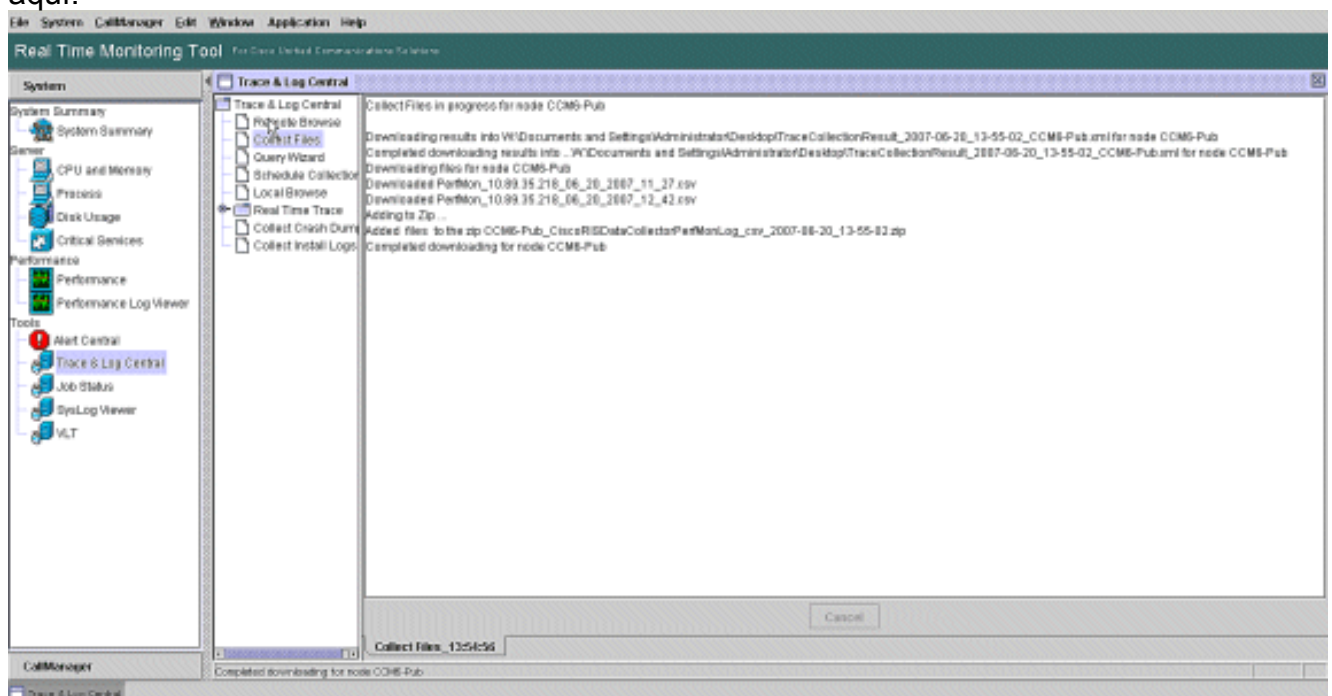 aquí.
File System CallManager Edit Window Application Help
Real Time Monitoring Tool For Cisco Unified Communications Solutions
System
System Summary
System Summary
Server
CPU and Memory
Process
Disk Usage
Critical Services
Performance
Performance
Performance Log Viewer
Tools
Alert Central
Trace & Log Central
Job Status
SysLog Viewer
VLT
CallManager
Trace & Log Central
Trace & Log Central
Remote Browse
Collect Files
Query Wizard
Schedule Collection
Local Browse
Real Time Trace
Collect Crash Dump
Collect Install Logs
Collect Files in progress for node CCM6-Pub
Downloading results into W:\Documents and Settings\Administrator\Desktop\TraceCollectionResult_2007-06-20_13-55-02_CCM6-Pub.xml for node CCM6-Pub
Completed downloading results into ..W:\Documents and Settings\Administrator\Desktop\TraceCollectionResult_2007-06-20_13-55-02_CCM6-Pub.xml for node CCM6-Pub
Downloading files for node CCM6-Pub
Downloaded PerfMon_10.89.35.218_06_20_2007_11_27.csv
Downloaded PerfMon_10.89.35.218_06_20_2007_12_42.csv
Adding to Zip ...
Added files to the zip CCM6-Pub_CiscoRISDataCollectorPerfMonLog_csv_2007-06-20_13-55-02.zip
Completed downloading for node CCM6-Pub
Cancel
Collect Files_13:54:56
Completed downloading for node CCM6-Pub
Trace & Log Central